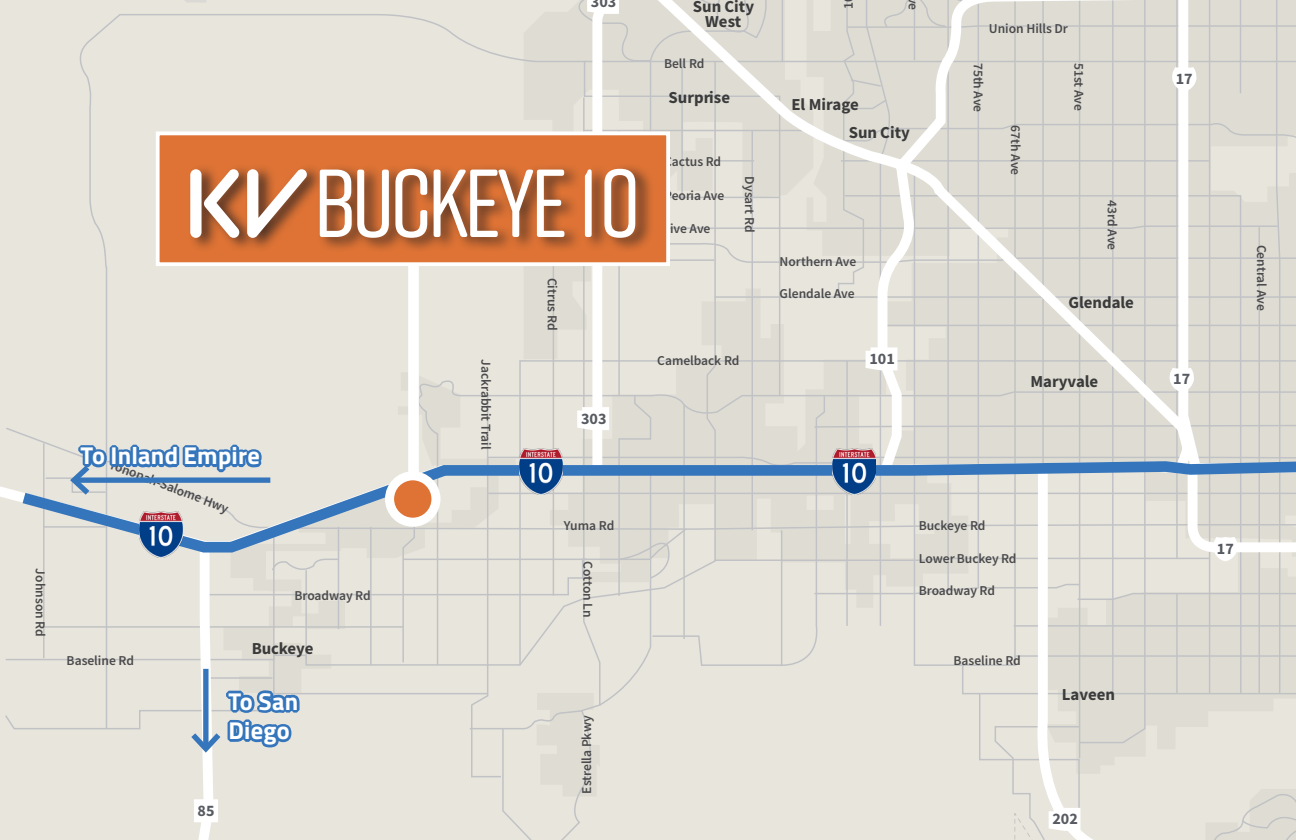 303
Sun City
West
Union Hills Dr
Bell Rd
75th Ave
51st Ave
17
Surprise
El Mirage
Sun City
67th Ave
Cactus Rd
KV BUCKEYE 10
Peoria Ave
Dysart Rd
ive Ave
43rd Ave
Northern Ave
Central Ave
Citrus Rd
Glendale Ave
Glendale
Camelback Rd
101
Jackrabbit Trail
Maryvale
17
303
To Inland Empire
Tonopah-Salome Hwy
INTERSTATE
10
INTERSTATE
10
INTERSTATE
10
Yuma Rd
Buckeye Rd
17
Lower Buckey Rd
Johnson Rd
Broadway Rd
Cotton Ln
Broadway Rd
Buckeye
Baseline Rd
Baseline Rd
To San
Diego
Laveen
Estrella Pkwy
85
202